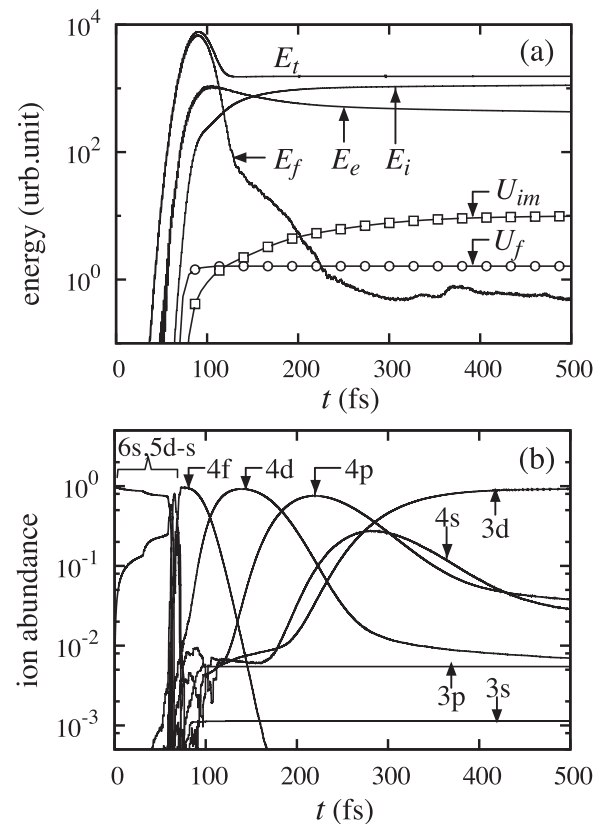 (a)
energy (urb.unit)
10^4
10^2
10^0
E_t
E_f
E_e
E_i
U_im
U_f
0 100 200 300 400 500
t (fs)
(b)
ion abundance
10^0
10^-1
10^-2
10^-3
6s,5d-s
4f
4d
4p
4s
3d
3p
3s
0 100 200 300 400 500
t (fs)